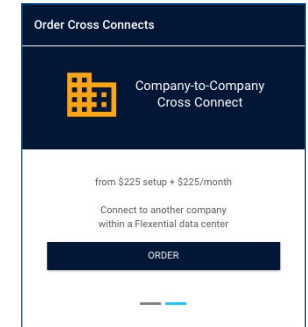 Order Cross Connects
Company-to-Company
Cross Connect
from $225 setup + $225/month
Connect to another company
within a Flexential data center
ORDER